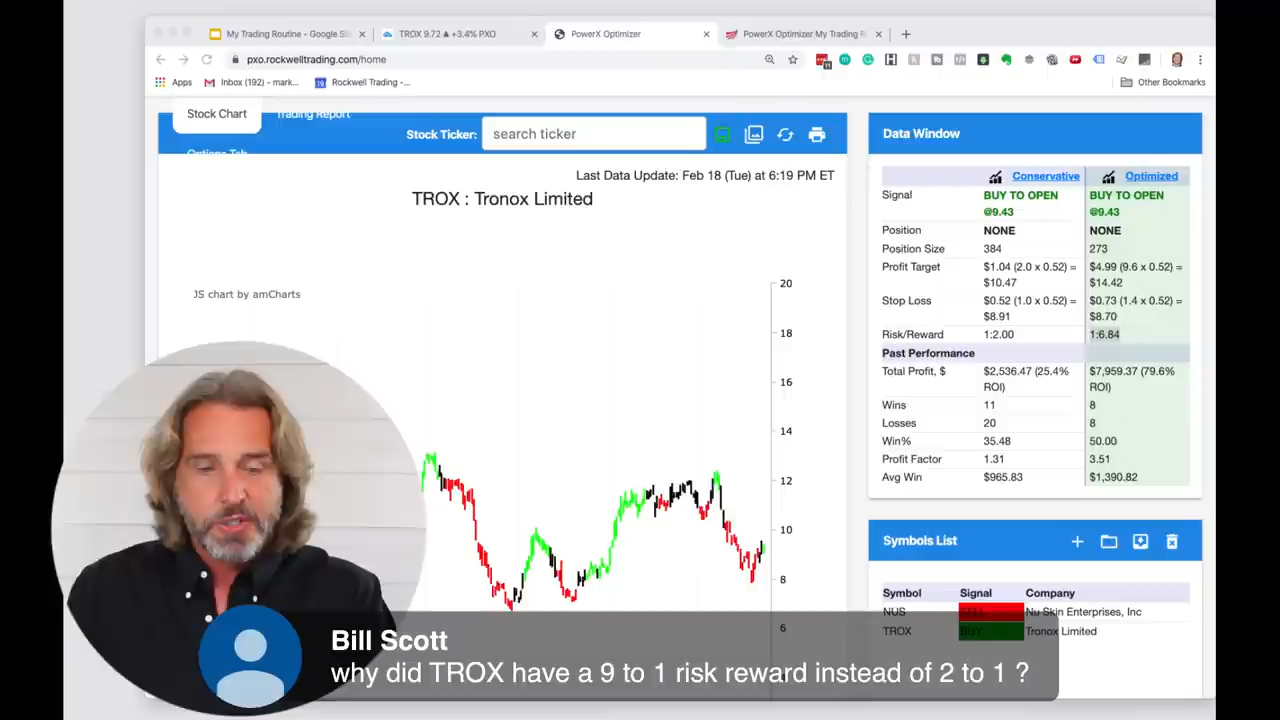 My Trading Routine - Google Sli
TROX 9.72 ▲ +3.4% PXO
PowerX Optimizer
PowerX Optimizer My Trading R
pxo.rockwelltrading.com/home
Apps
Inbox (192) - mark...
Rockwell Trading -...
Other Bookmarks
Stock Chart
Trading Report
Options Tab
Stock Ticker:
search ticker
Last Data Update: Feb 18 (Tue) at 6:19 PM ET
TROX : Tronox Limited
JS chart by amCharts
20
18
16
14
12
10
8
6
Data Window
Conservative Optimized
Signal BUY TO OPEN @9.43 BUY TO OPEN @9.43
Position NONE NONE
Position Size 384 273
Profit Target $1.04 (2.0 x 0.52) = $10.47 $4.99 (9.6 x 0.52) = $14.42
Stop Loss $0.52 (1.0 x 0.52) = $8.91 $0.73 (1.4 x 0.52) = $8.70
Risk/Reward 1:2.00 1:6.84
Past Performance
Total Profit, $ $2,536.47 (25.4% ROI) $7,959.37 (79.6% ROI)
Wins 11 8
Losses 20 8
Win% 35.48 50.00
Profit Factor 1.31 3.51
Avg Win $965.83 $1,390.82
Symbols List
Symbol Signal Company
NUS SELL Nu Skin Enterprises, Inc
TROX BUY Tronox Limited
Bill Scott
why did TROX have a 9 to 1 risk reward instead of 2 to 1 ?